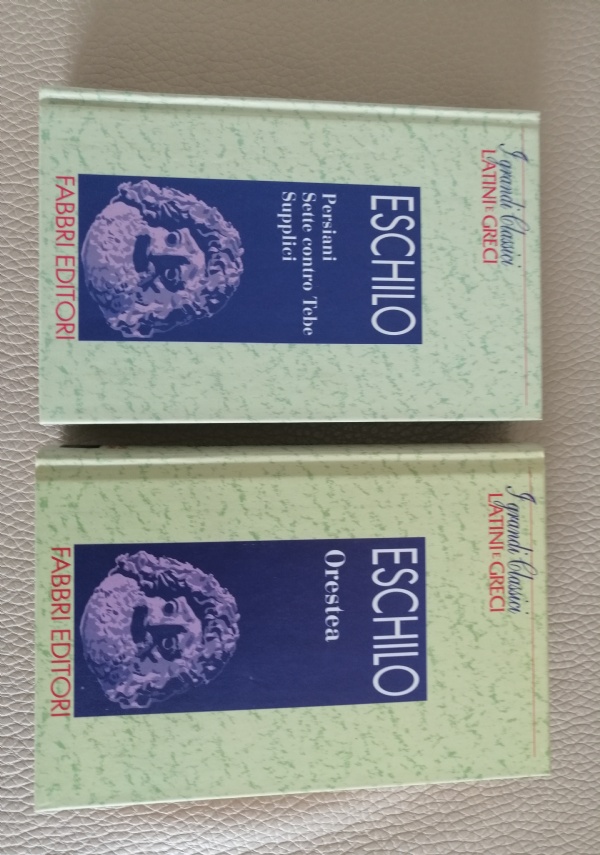 I grandi Classici
LATINI E GRECI
ESCHILO
Persiani
Sette contro Tebe
Supplici
FABBRI EDITORI
I grandi Classici
LATINI E GRECI
ESCHILO
Orestea
FABBRI EDITORI